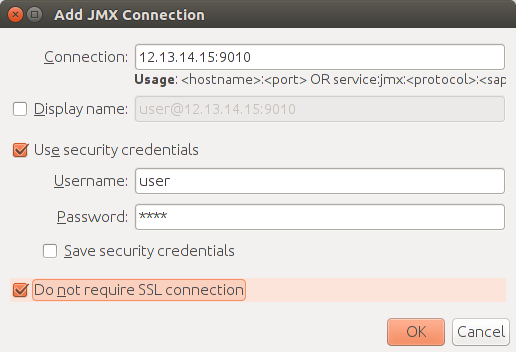 Add JMX Connection
Connection: 12.13.14.15:9010
Usage: <hostname>:<port> OR service:jmx:<protocol>:<sap
Display name: user@12.13.14.15:9010
Use security credentials
Username: user
Password: ****
Save security credentials
Do not require SSL connection
OK Cancel